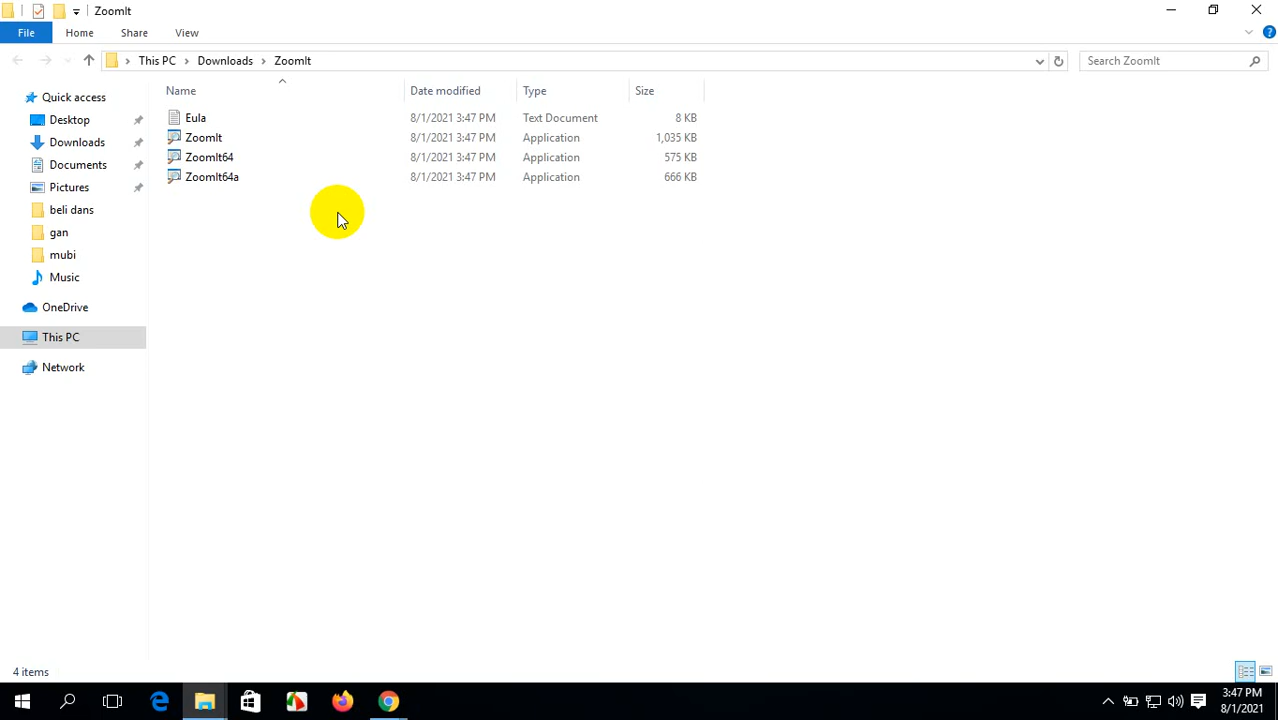 ZoomIt
File Home Share View
This PC Downloads ZoomIt Search ZoomIt
Name Date modified Type Size
Quick access
Desktop
Downloads
Documents
Pictures
beli dans
gan
mubi
Music
OneDrive
This PC
Network
Eula 8/1/2021 3:47 PM Text Document 8 KB
ZoomIt 8/1/2021 3:47 PM Application 1,035 KB
ZoomIt64 8/1/2021 3:47 PM Application 575 KB
ZoomIt64a 8/1/2021 3:47 PM Application 666 KB
4 items
3:47 PM
8/1/2021